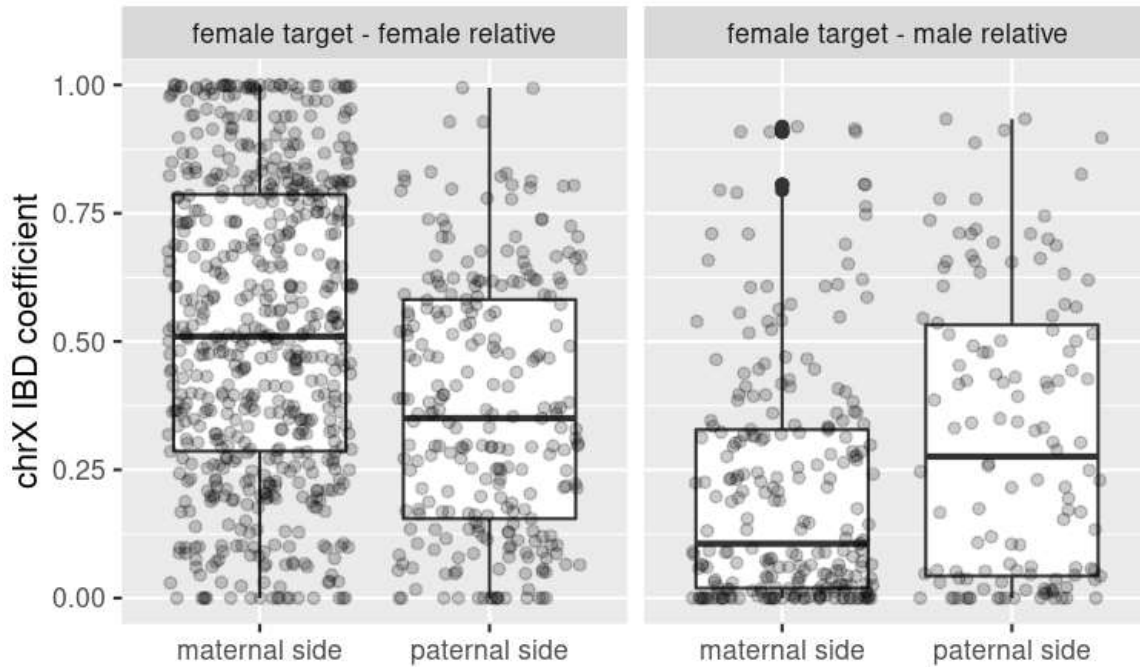 female target - female relative
female target - male relative
chrX IBD coefficient
1.00
0.75
0.50
0.25
0.00
maternal side
paternal side
maternal side
paternal side